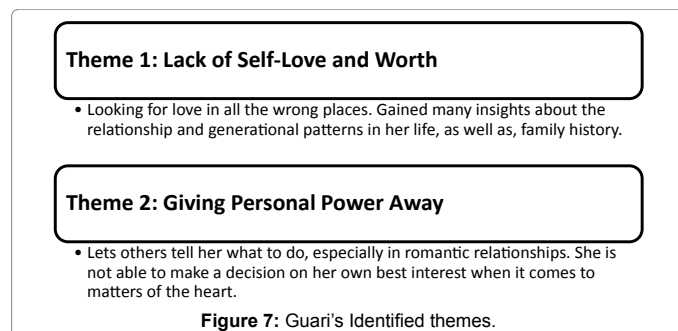 Theme 1: Lack of Self-Love and Worth
• Looking for love in all the wrong places. Gained many insights about the
relationship and generational patterns in her life, as well as, family history.
Theme 2: Giving Personal Power Away
• Lets others tell her what to do, especially in romantic relationships. She is
not able to make a decision on her own best interest when it comes to
matters of the heart.
Figure 7: Guari's Identified themes.